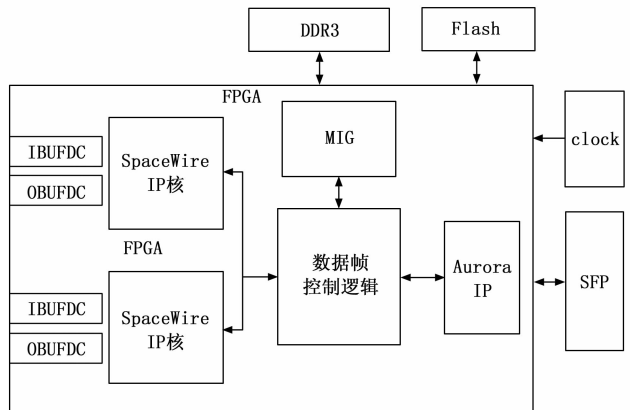 DDR3
Flash
FPGA
IBUFDC
OBUFDC
SpaceWire
IP核
MIG
clock
FPGA
数据帧
控制逻辑
Aurora
IP
SFP
IBUFDC
OBUFDC
SpaceWire
IP核